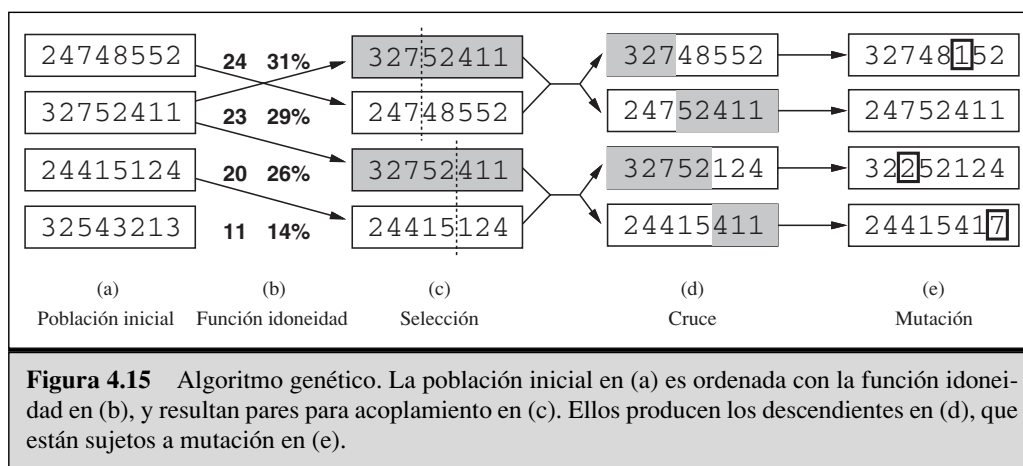 24748552 24 31% 32752411 32748552 32748152
32752411 23 29% 24748552 24752411 24752411
24415124 20 26% 32752411 32752124 32252124
32543213 11 14% 24415124 24415411 24415417
(a) (b) (c) (d) (e)
Población inicial Función idoneidad Selección Cruce Mutación
Figura 4.15 Algoritmo genético. La población inicial en (a) es ordenada con la función idonei-
dad en (b), y resultan pares para acoplamiento en (c). Ellos producen los descendientes en (d), que
están sujetos a mutación en (e).